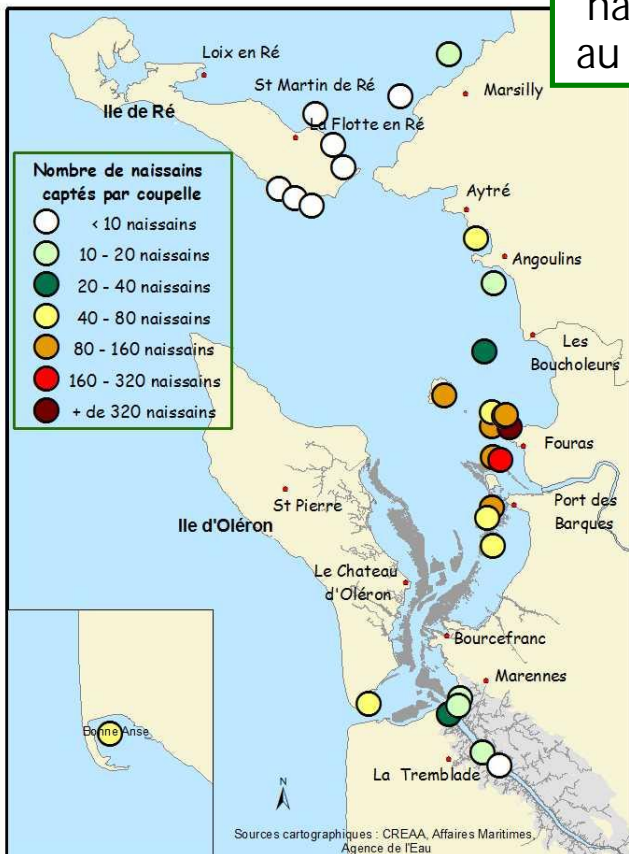 na
au
Loix en Ré
St Martin de Ré
Marsilly
Ile de Ré
La Flotte en Ré
Nombre de naissains
captés par coupelle
< 10 naissains
10 - 20 naissains
20 - 40 naissains
40 - 80 naissains
80 - 160 naissains
160 - 320 naissains
+ de 320 naissains
Aytré
Angoulins
Les
Boucholeurs
Fouras
St Pierre
Port des
Barques
Ile d'Oléron
Le Chateau
d'Oléron
Bourcefranc
Marennes
Bonne Anse
La Tremblade
N
Sources cartographiques : CREAA, Affaires Maritimes,
Agence de l'Eau